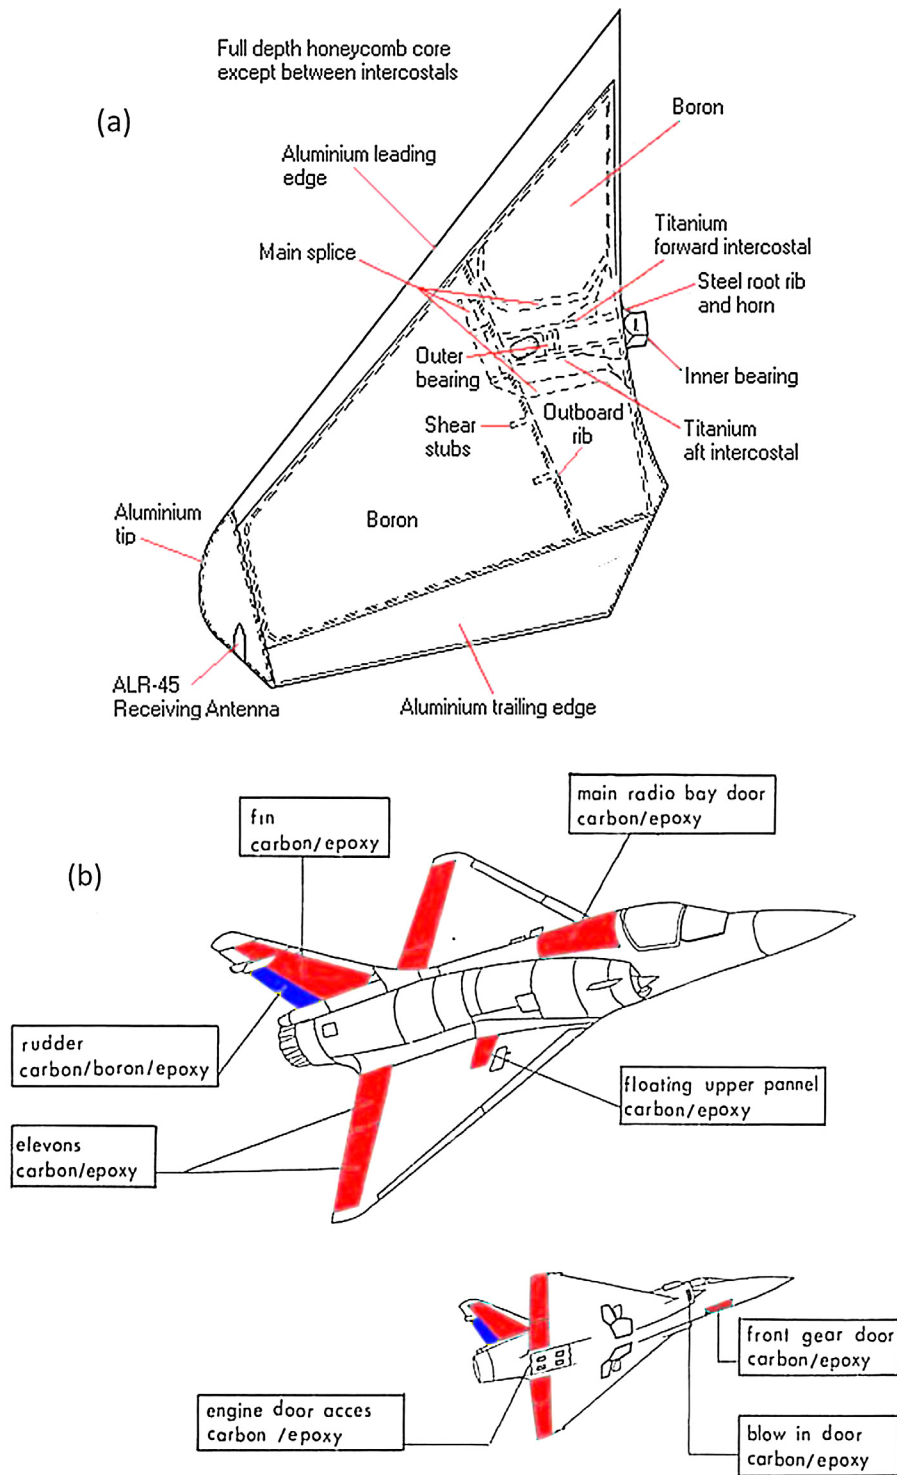 Full depth honeycomb core
except between intercostals
(a)
Boron
Aluminium leading
edge
Titanium
forward intercostal
Main splice
Steel root rib
and horn
Outer
bearing
Inner bearing
Shear
stubs
Outboard
rib
Titanium
aft intercostal
Aluminium
tip
Boron
ALR-45
Receiving Antenna
Aluminium trailing edge
main radio bay door
carbon/epoxy
fin
carbon/epoxy
(b)
rudder
carbon/boron/epoxy
floating upper pannel
carbon/epoxy
elevons
carbon/epoxy
front gear door
carbon/epoxy
engine door acces
carbon /epoxy
blow in door
carbon/epoxy